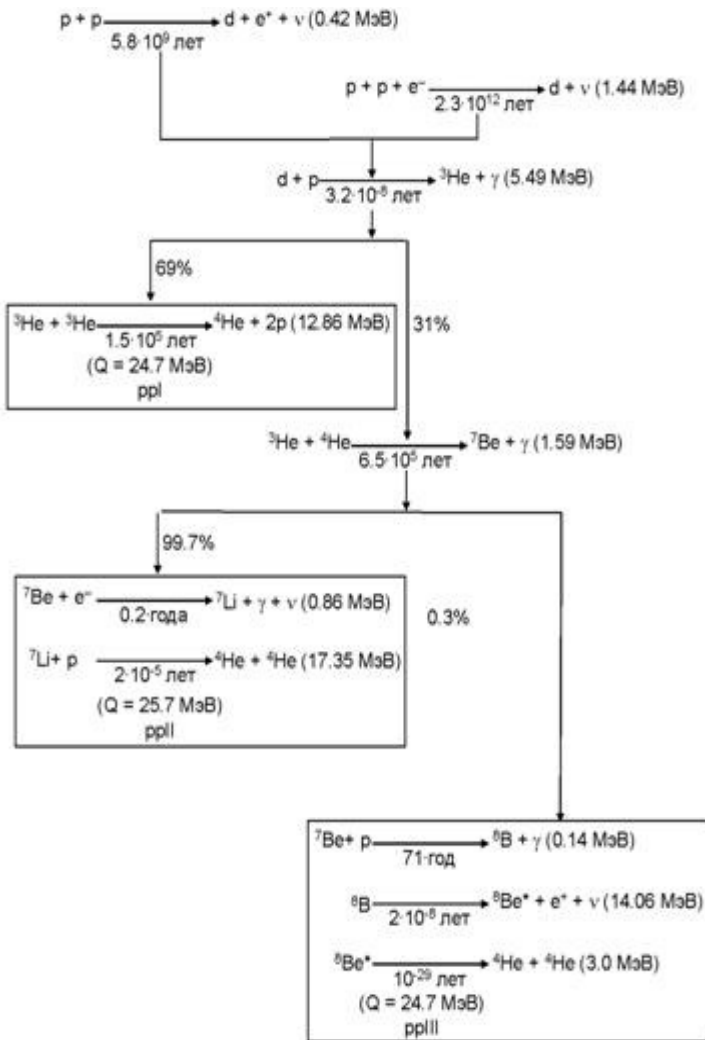 p + p d + e⁺ + ν (0.42 МэВ)
5.8·10⁹ лет
p + p + e⁻ d + ν (1.44 МэВ)
2.3·10¹² лет
d + p ³He + γ (5.49 МэВ)
3.2·10⁻⁸ лет
69%
³He + ³He ⁴He + 2p (12.86 МэВ)
1.5·10⁵ лет
(Q = 24.7 МэВ)
ppI
31%
³He + ⁴He ⁷Be + γ (1.59 МэВ)
6.5·10⁵ лет
99.7%
⁷Be + e⁻ ⁷Li + γ + ν (0.86 МэВ)
0.2·года
0.3%
⁷Li+ p ⁴He + ⁴He (17.35 МэВ)
2·10⁻⁵ лет
(Q = 25.7 МэВ)
ppII
⁷Be+ p ⁸B + γ (0.14 МэВ)
71·год
⁸B ⁸Be* + e⁺ + ν (14.06 МэВ)
2·10⁻⁸ лет
⁸Be* ⁴He + ⁴He (3.0 МэВ)
10⁻²⁹ лет
(Q = 24.7 МэВ)
ppIII